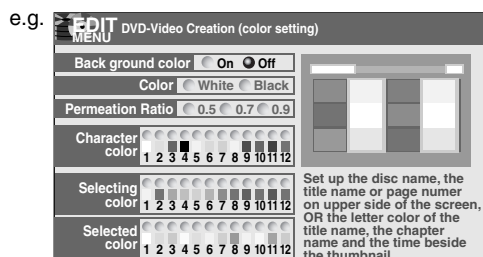 e.g.
EDIT
MENU
DVD-Video Creation (color setting)
Back ground color On Off
Color White Black
Permeation Ratio 0.5 0.7 0.9
Character
color
1 2 3 4 5 6 7 8 9 10 11 12
Selecting
color
1 2 3 4 5 6 7 8 9 10 11 12
Selected
color
1 2 3 4 5 6 7 8 9 10 11 12
Set up the disc name, the
title name or page numer
on upper side of the screen,
OR the letter color of the
title name, the chapter
name and the time beside
the thumbnail